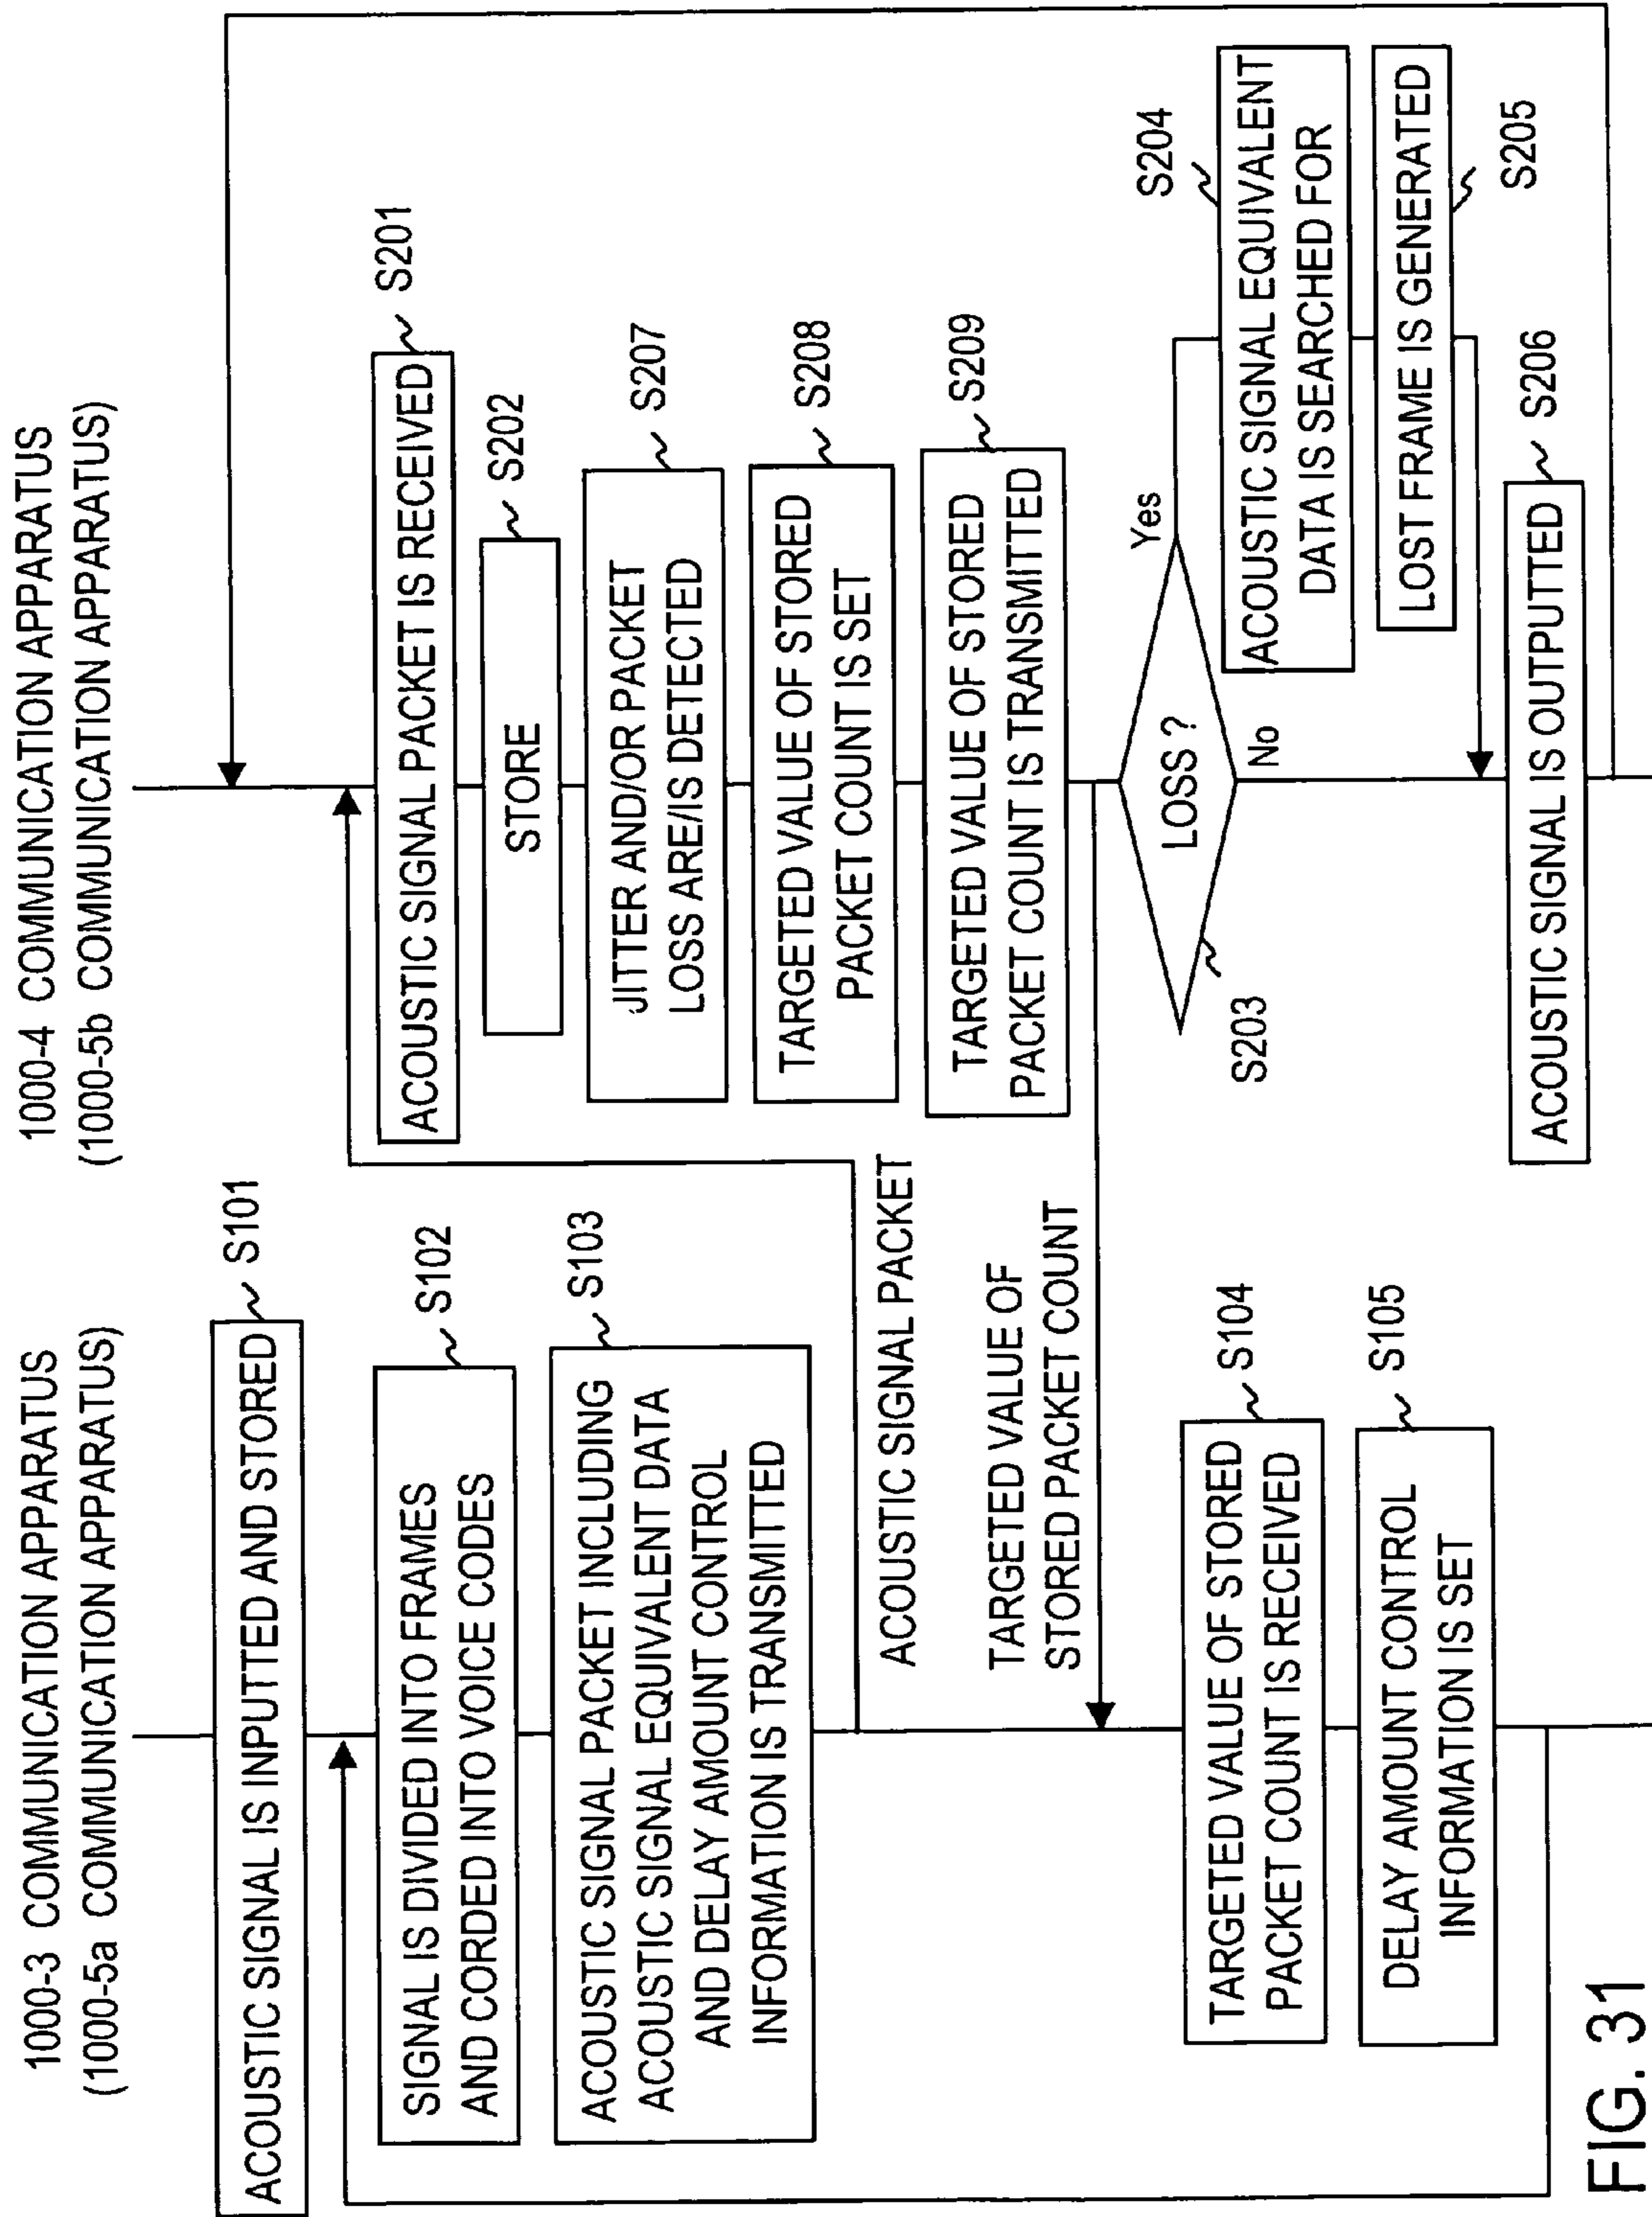 1000-3 COMMUNICATION APPARATUS
(1000-5a COMMUNICATION APPARATUS)
ACOUSTIC SIGNAL IS INPUTTED AND STORED
S101
SIGNAL IS DIVIDED INTO FRAMES
AND CORDED INTO VOICE CODES
S102
ACOUSTIC SIGNAL PACKET INCLUDING
ACOUSTIC SIGNAL EQUIVALENT DATA
AND DELAY AMOUNT CONTROL
INFORMATION IS TRANSMITTED
S103
ACOUSTIC SIGNAL PACKET
TARGETED VALUE OF
STORED PACKET COUNT
TARGETED VALUE OF STORED
PACKET COUNT IS RECEIVED
S104
DELAY AMOUNT CONTROL
INFORMATION IS SET
S105
1000-4 COMMUNICATION APPARATUS
(1000-5b COMMUNICATION APPARATUS)
ACOUSTIC SIGNAL PACKET IS RECEIVED
S201
STORE
S202
JITTER AND/OR PACKET
LOSS ARE/IS DETECTED
S207
TARGETED VALUE OF STORED
PACKET COUNT IS SET
S208
TARGETED VALUE OF STORED
PACKET COUNT IS TRANSMITTED
S209
LOSS ?
S203
Yes
No
ACOUSTIC SIGNAL EQUIVALENT
DATA IS SEARCHED FOR
S204
LOST FRAME IS GENERATED
S205
ACOUSTIC SIGNAL IS OUTPUTTED
S206
FIG. 31